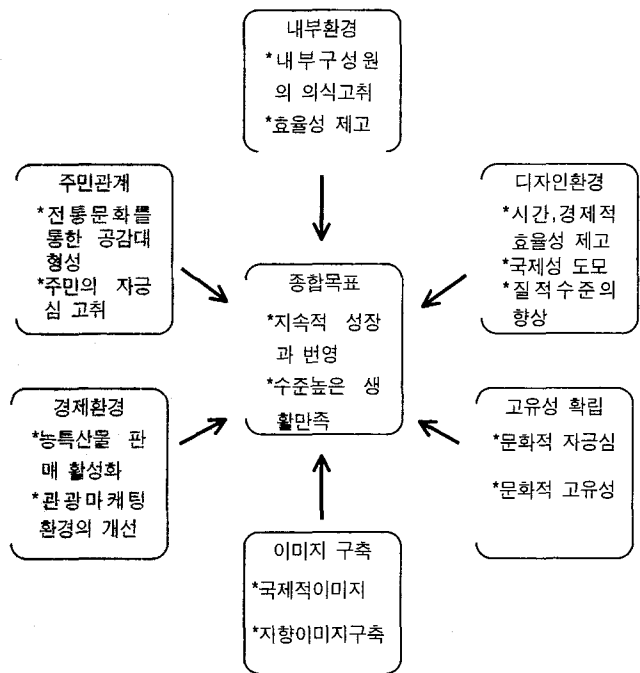 내부환경
*내부구성원
의 의식고취
*효율성 제고
주민관계
*전통문화를
통한 공감대
형성
*주민의 자긍
심 고취
디자인환경
*시간,경제적
효율성 제고
*국제성 도모
*질적수준의
향상
종합목표
*지속적 성장
과 번영
*수준높은 생
활만족
경제환경
*농특산물 판
매 활성화
*관광마케팅
환경의 개선
고유성 확립
*문화적 자긍심
*문화적 고유성
이미지 구축
*국제적이미지
*지향이미지구축